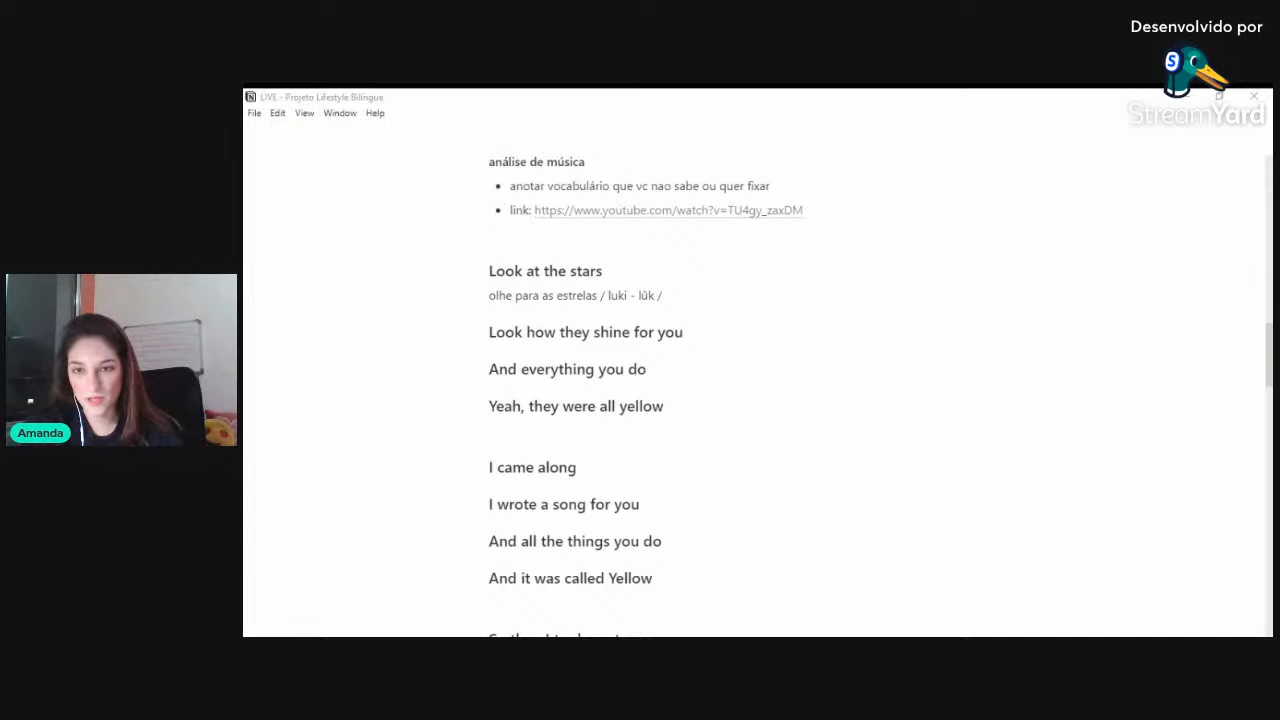 Desenvolvido por
StreamYard
LIVE - Projeto Lifestyle Bilíngue
File Edit View Window Help
análise de música
anotar vocabulário que vc nao sabe ou quer fixar
link: https://www.youtube.com/watch?v=TU4gy_zaxDM
Look at the stars
olhe para as estrelas / luki - lûk /
Look how they shine for you
And everything you do
Yeah, they were all yellow
I came along
I wrote a song for you
And all the things you do
And it was called Yellow
Amanda